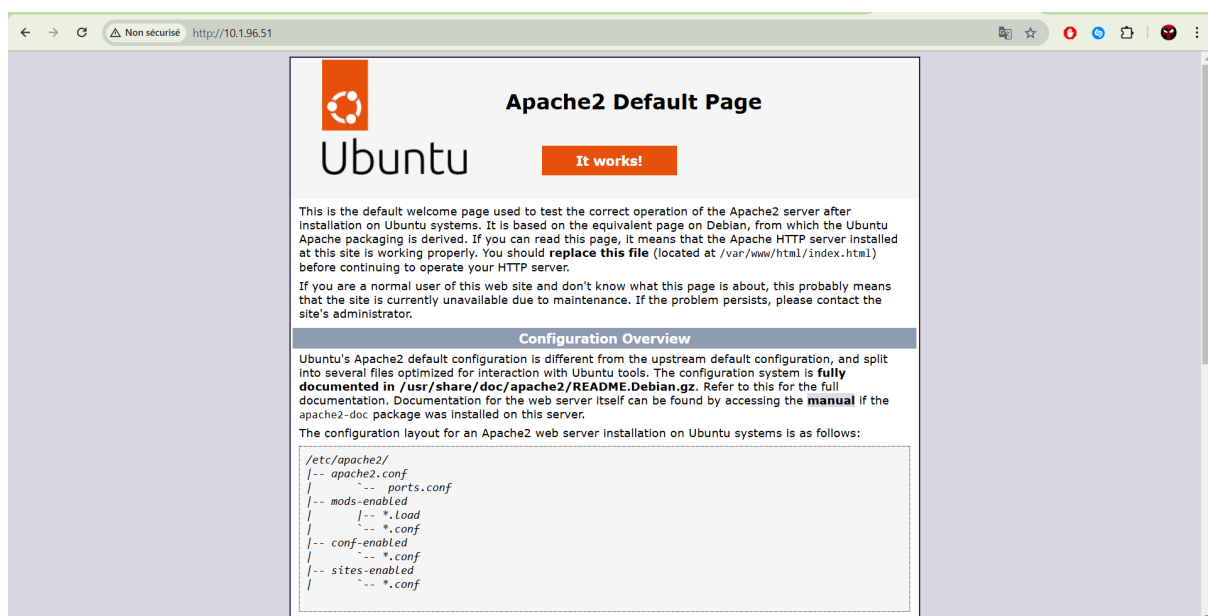 Non sécurisé http://10.1.96.51
Apache2 Default Page
Ubuntu
It works!
This is the default welcome page used to test the correct operation of the Apache2 server after
installation on Ubuntu systems. It is based on the equivalent page on Debian, from which the Ubuntu
Apache packaging is derived. If you can read this page, it means that the Apache HTTP server installed
at this site is working properly. You should replace this file (located at /var/www/html/index.html)
before continuing to operate your HTTP server.
If you are a normal user of this web site and don't know what this page is about, this probably means
that the site is currently unavailable due to maintenance. If the problem persists, please contact the
site's administrator.
Configuration Overview
Ubuntu's Apache2 default configuration is different from the upstream default configuration, and split
into several files optimized for interaction with Ubuntu tools. The configuration system is fully
documented in /usr/share/doc/apache2/README.Debian.gz. Refer to this for the full
documentation. Documentation for the web server itself can be found by accessing the manual if the
apache2-doc package was installed on this server.
The configuration layout for an Apache2 web server installation on Ubuntu systems is as follows:
/etc/apache2/
|-- apache2.conf
|       `--  ports.conf
|-- mods-enabled
|       |-- *.load
|       `-- *.conf
|-- conf-enabled
|       `-- *.conf
|-- sites-enabled
|       `-- *.conf